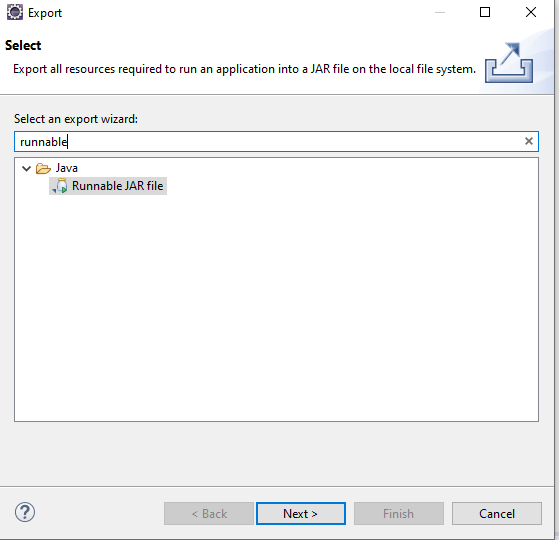 Export
Select
Export all resources required to run an application into a JAR file on the local file system.
Select an export wizard:
runnable
Java
Runnable JAR file
?
< Back
Next >
Finish
Cancel